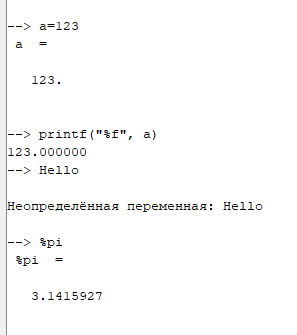 --> a=123
 a  =

   123.

--> printf("%f", a)
123.000000
--> Hello

Неопределённая переменная: Hello

--> %pi
 %pi  =

   3.1415927